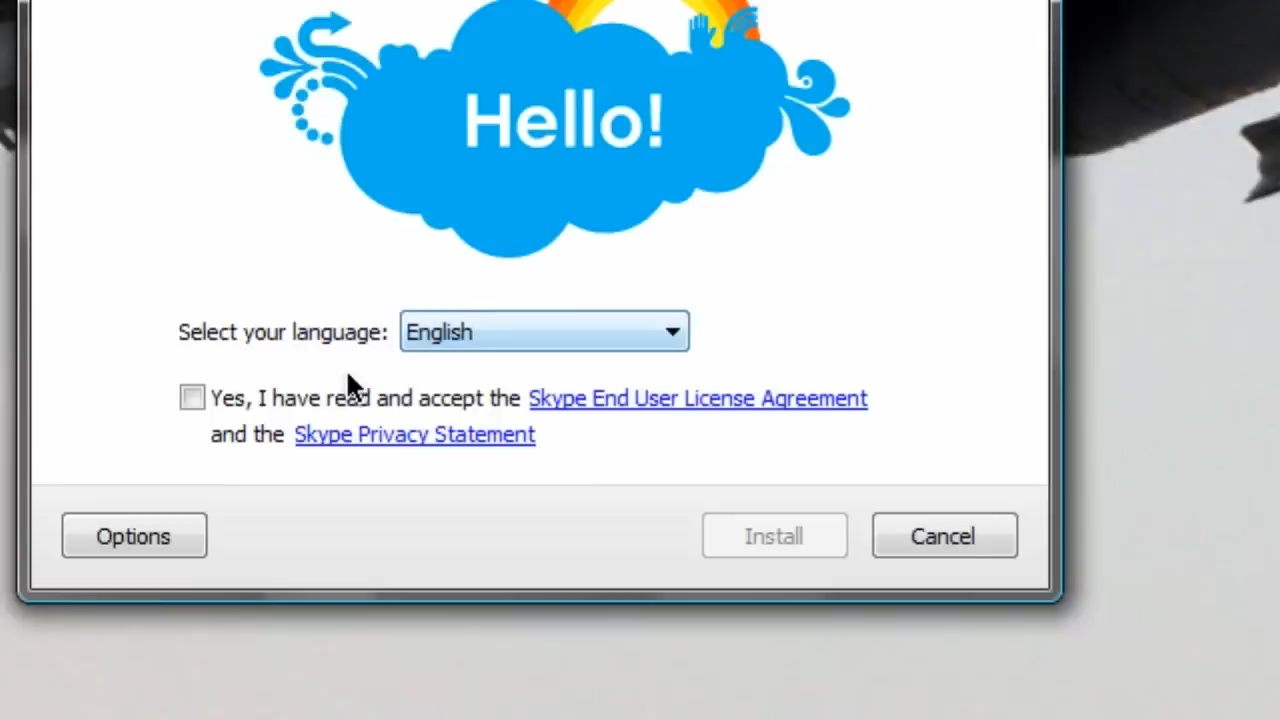 Hello!
Select your language: English
Yes, I have read and accept the Skype End User License Agreement
and the Skype Privacy Statement
Options Install Cancel